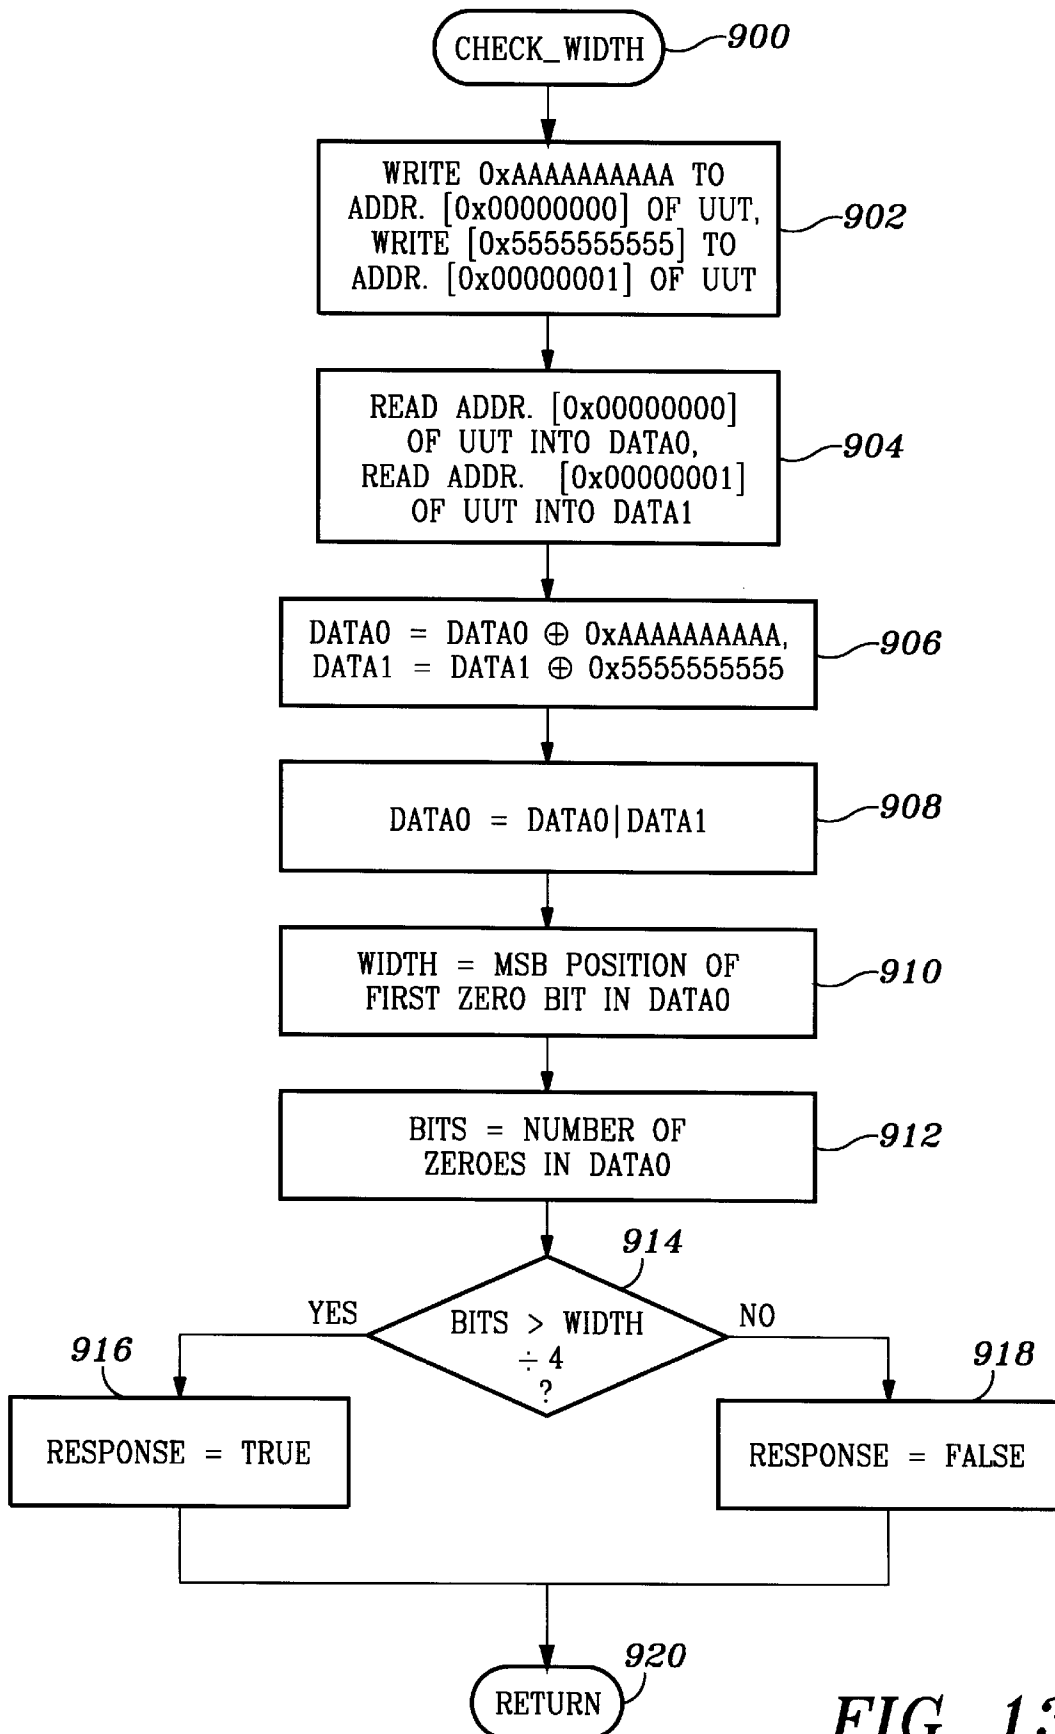 CHECK_WIDTH
900
WRITE 0xAAAAAAAAAA TO
ADDR. [0x00000000] OF UUT,
WRITE [0x5555555555] TO
ADDR. [0x00000001] OF UUT
902
READ ADDR. [0x00000000]
OF UUT INTO DATA0,
READ ADDR. [0x00000001]
OF UUT INTO DATA1
904
DATA0 = DATA0 ⊕ 0xAAAAAAAAAA,
DATA1 = DATA1 ⊕ 0x5555555555
906
DATA0 = DATA0|DATA1
908
WIDTH = MSB POSITION OF
FIRST ZERO BIT IN DATA0
910
BITS = NUMBER OF
ZEROES IN DATA0
912
914
BITS > WIDTH
÷ 4
?
YES
NO
916
RESPONSE = TRUE
918
RESPONSE = FALSE
920
RETURN
FIG. 13